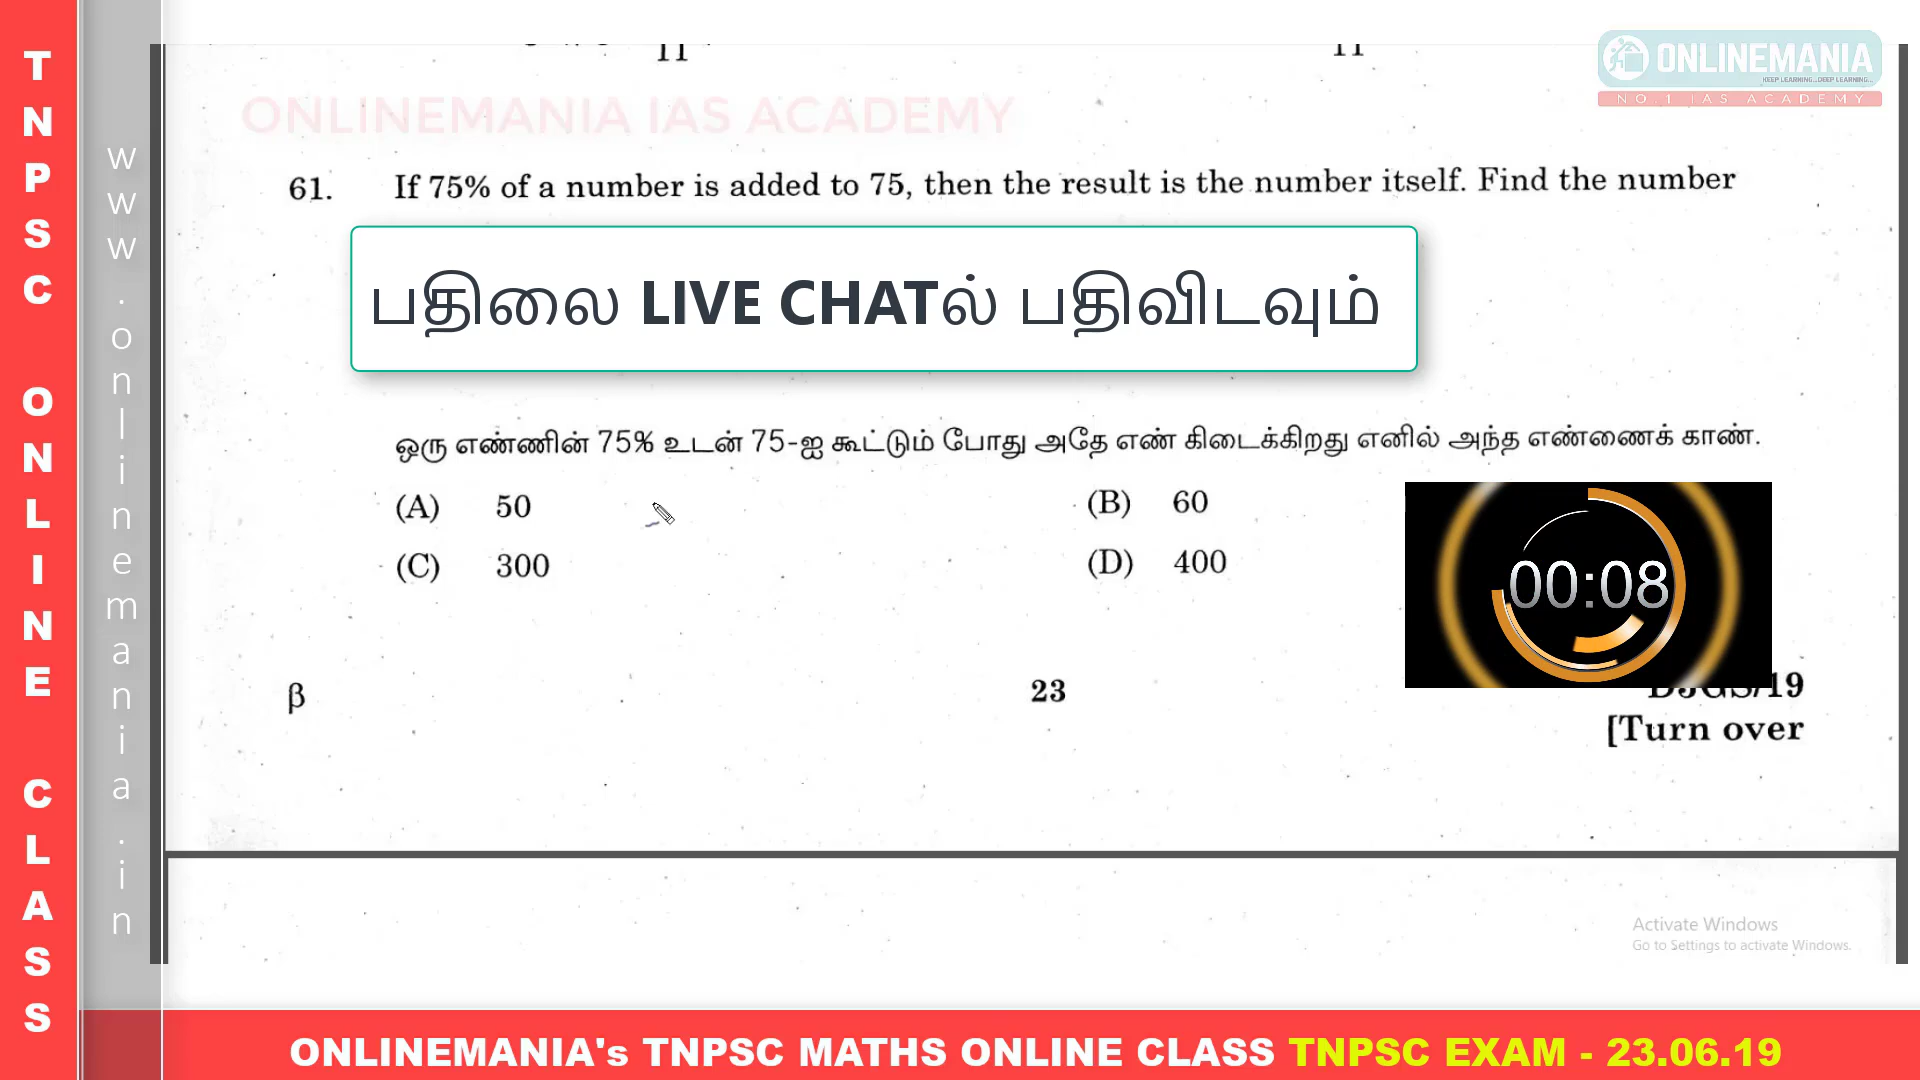 TNPSC ONLINE CLASS
www.onlinemania.in
ONLINEMANIA
KEEP LEARNING...DEEP LEARNING...
NO 1 IAS ACADEMY
ONLINEMANIA IAS ACADEMY
61. If 75% of a number is added to 75, then the result is the number itself. Find the number
பதிலை LIVE CHATல் பதிவிடவும்
ஒரு எண்ணின் 75% உடன் 75-ஐ கூட்டும் போது அதே எண் கிடைக்கிறது எனில் அந்த எண்ணைக் காண்.
(A) 50 (B) 60
(C) 300 (D) 400
00:08
β 23 DJGS/19
[Turn over
Activate Windows
Go to Settings to activate Windows.
ONLINEMANIA's TNPSC MATHS ONLINE CLASS TNPSC EXAM - 23.06.19